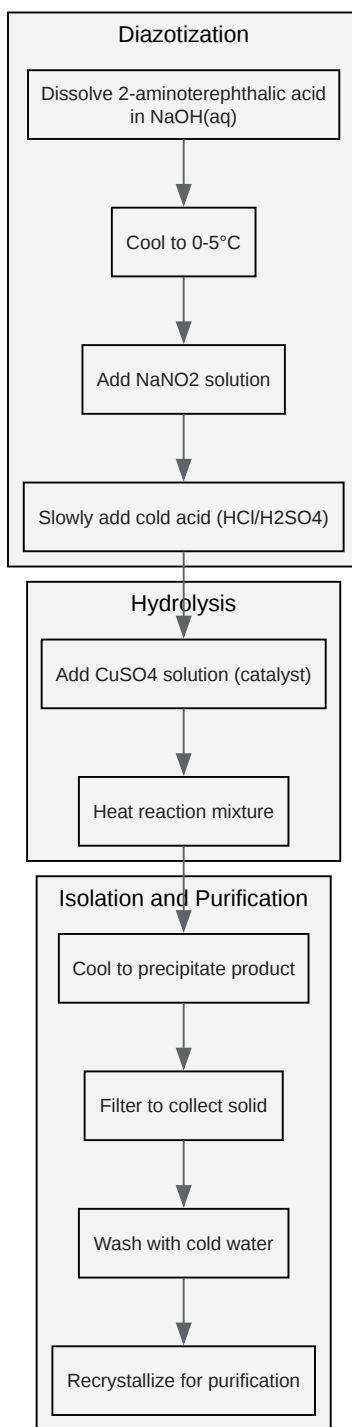 Diazotization
Dissolve 2-aminoterephthalic acid
in NaOH(aq)
Cool to 0-5°C
Add NaNO2 solution
Slowly add cold acid (HCl/H2SO4)
Hydrolysis
Add CuSO4 solution (catalyst)
Heat reaction mixture
Isolation and Purification
Cool to precipitate product
Filter to collect solid
Wash with cold water
Recrystallize for purification